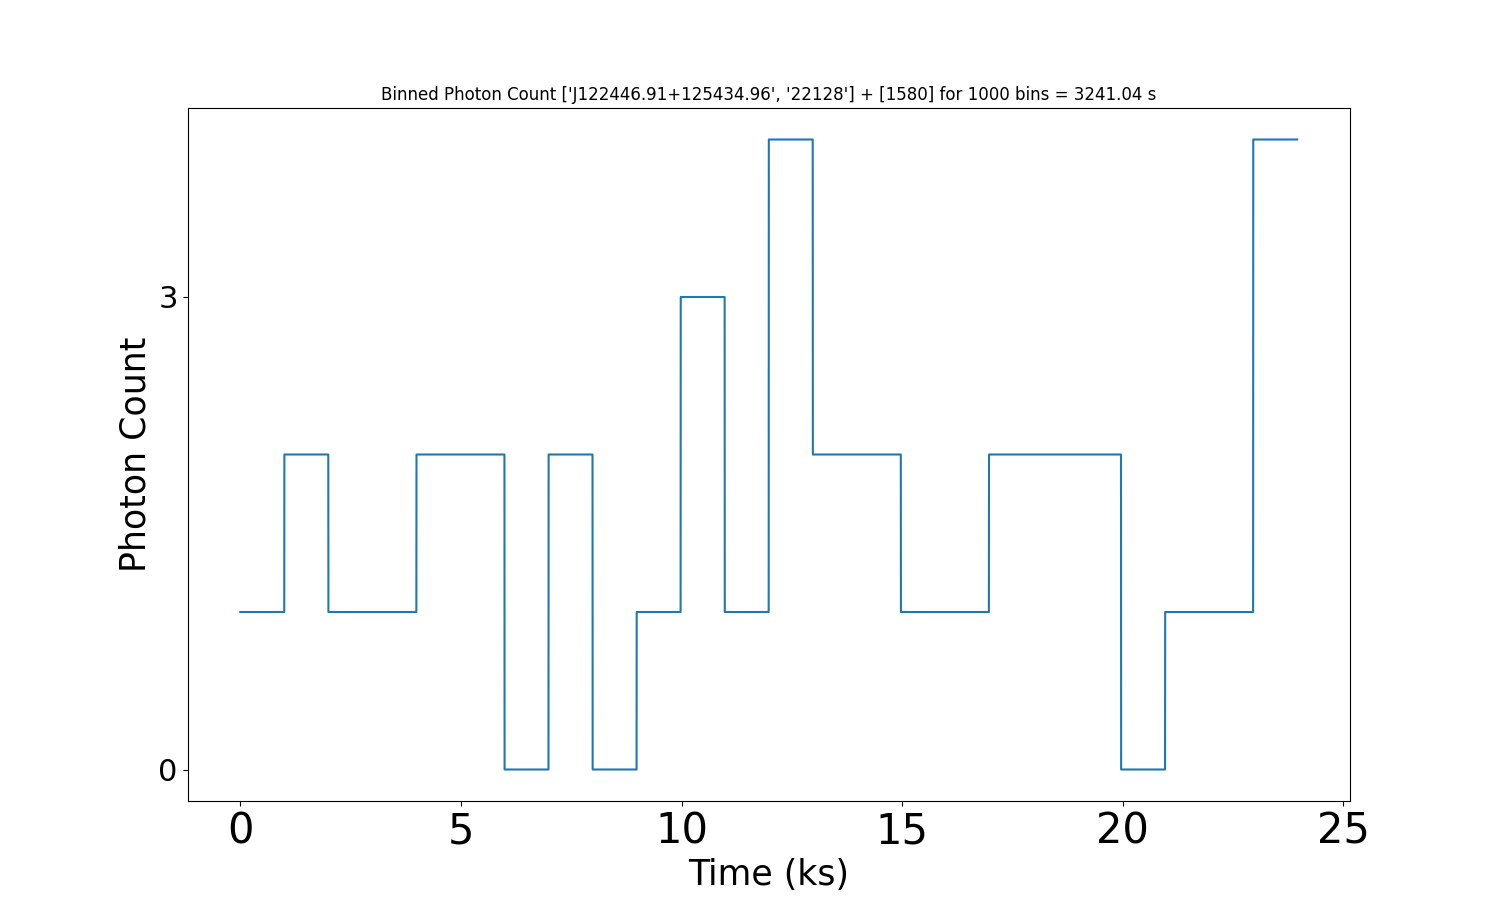 Binned Photon Count ['J122446.91+125434.96', '22128'] + [1580] for 1000 bins = 3241.04 s
3
Photon Count
0
0 5 10 15 20 25
Time (ks)